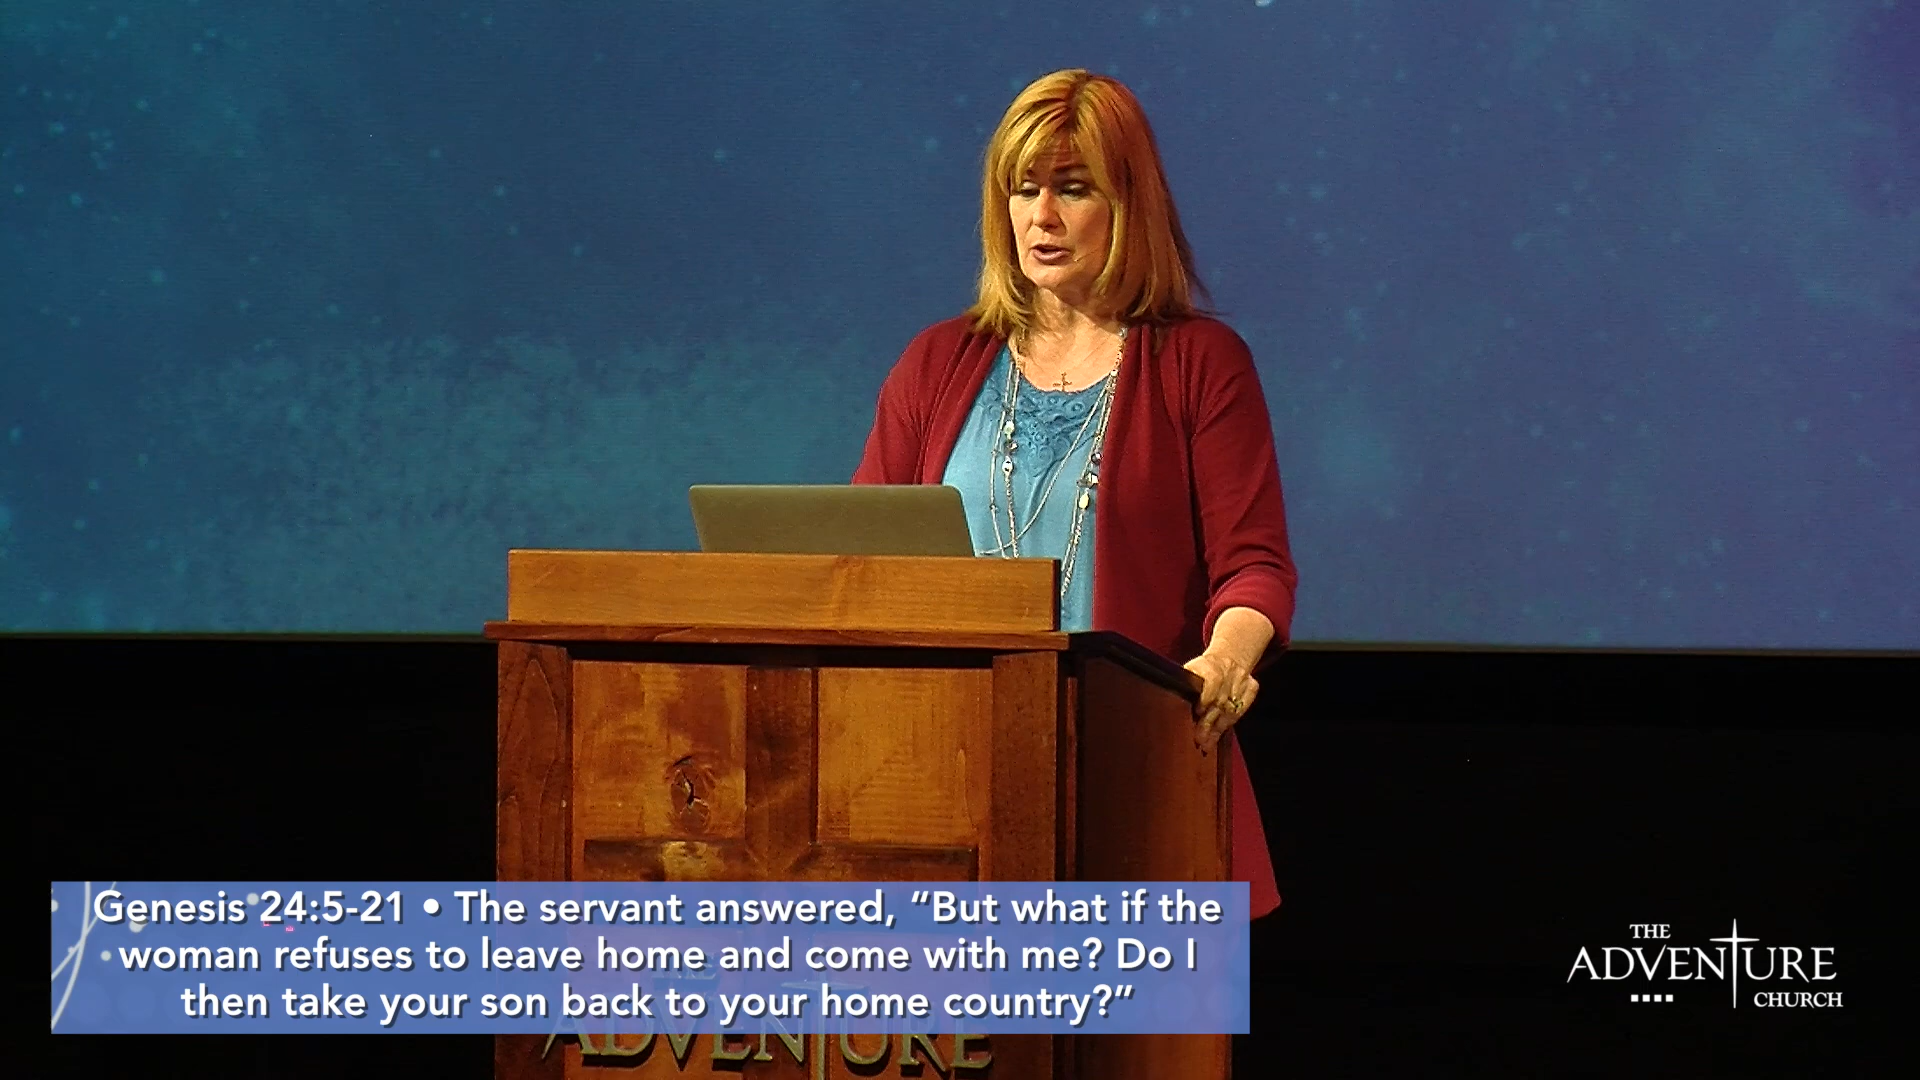 Genesis 24:5-21 • The servant answered, “But what if the
woman refuses to leave home and come with me? Do I
then take your son back to your home country?”
THE
ADVENTURE
CHURCH
ADVENTURE